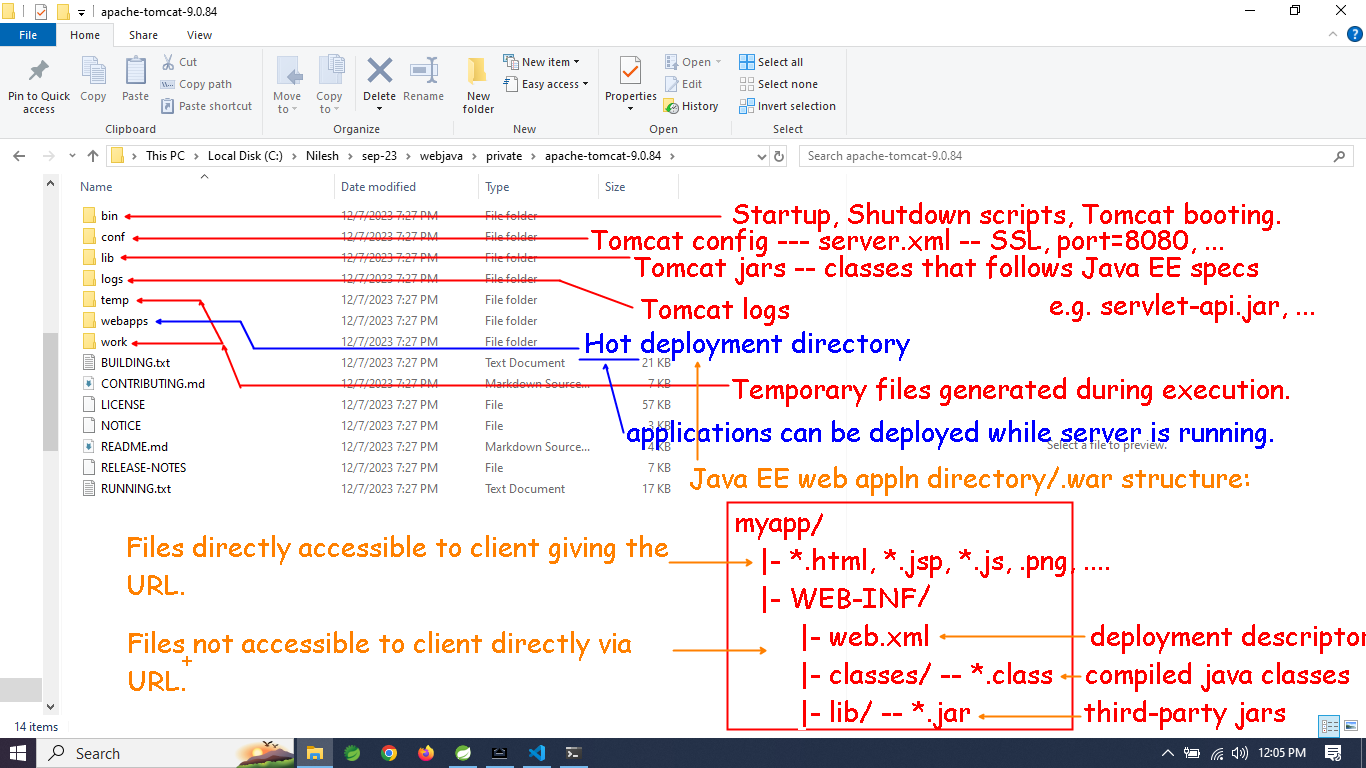 apache-tomcat-9.0.84
File Home Share View
Pin to Quick access
Copy
Paste
Cut
Copy path
Paste shortcut
Clipboard
Move to
Copy to
Delete
Rename
Organize
New folder
New item
Easy access
New
Properties
Open
Edit
History
Open
Select all
Select none
Invert selection
Select
This PC > Local Disk (C:) > Nilesh > sep-23 > webjava > private > apache-tomcat-9.0.84 >
Search apache-tomcat-9.0.84
Name Date modified Type Size
bin 12/7/2023 7:27 PM File folder
Startup, Shutdown scripts, Tomcat booting.
conf 12/7/2023 7:27 PM File folder
Tomcat config --- server.xml -- SSL, port=8080, ...
lib 12/7/2023 7:27 PM File folder
Tomcat jars -- classes that follows Java EE specs
logs 12/7/2023 7:27 PM File folder
e.g. servlet-api.jar, ...
temp 12/7/2023 7:27 PM File folder
Tomcat logs
webapps 12/7/2023 7:27 PM File folder
work 12/7/2023 7:27 PM File folder
Hot deployment directory
BUILDING.txt 12/7/2023 7:27 PM Text Document 21 KB
CONTRIBUTING.md 12/7/2023 7:27 PM Markdown Source... 7 KB
Temporary files generated during execution.
LICENSE 12/7/2023 7:27 PM File 57 KB
NOTICE 12/7/2023 7:27 PM File 3 KB
applications can be deployed while server is running.
README.md 12/7/2023 7:27 PM Markdown Source... 4 KB
Select a file to preview.
RELEASE-NOTES 12/7/2023 7:27 PM File 7 KB
RUNNING.txt 12/7/2023 7:27 PM Text Document 17 KB
Java EE web appln directory/.war structure:
myapp/
Files directly accessible to client giving the
URL.
|- *.html, *.jsp, *.js, .png, ....
|- WEB-INF/
Files not accessible to client directly via
URL.
|- web.xml deployment descriptor
|- classes/ -- *.class compiled java classes
|- lib/ -- *.jar third-party jars
14 items
Search
12:05 PM